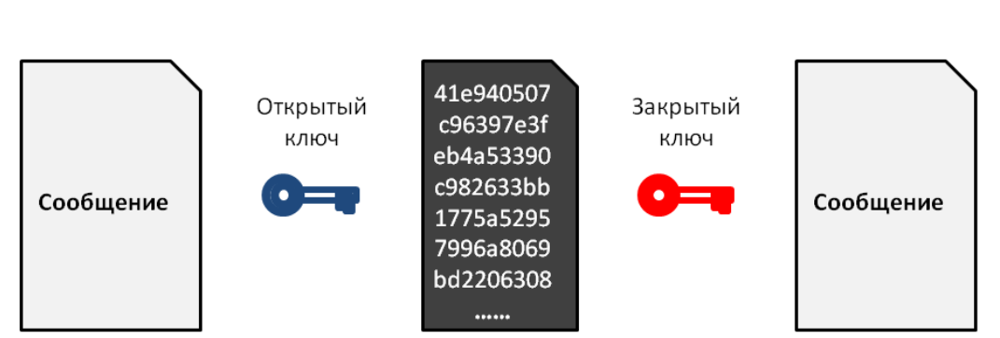 Сообщение
Открытый
ключ
41e940507
c96397e3f
eb4a53390
c982633bb
1775a5295
7996a8069
bd2206308
......
Закрытый
ключ
Сообщение